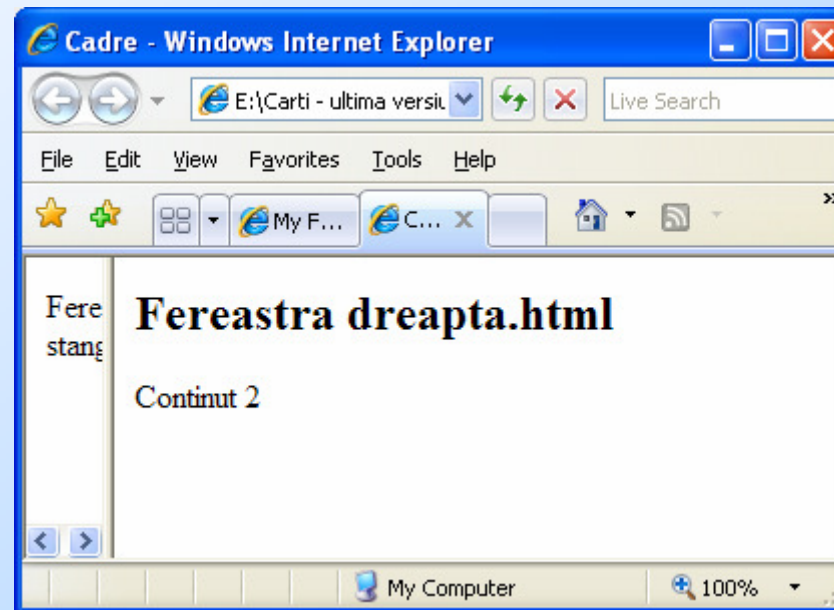 Cadre - Windows Internet Explorer
E:\Carti - ultima versiu
Live Search
File Edit View Favorites Tools Help
My F... C...
Fere
stang
Fereastra dreapta.html
Continut 2
My Computer 100%